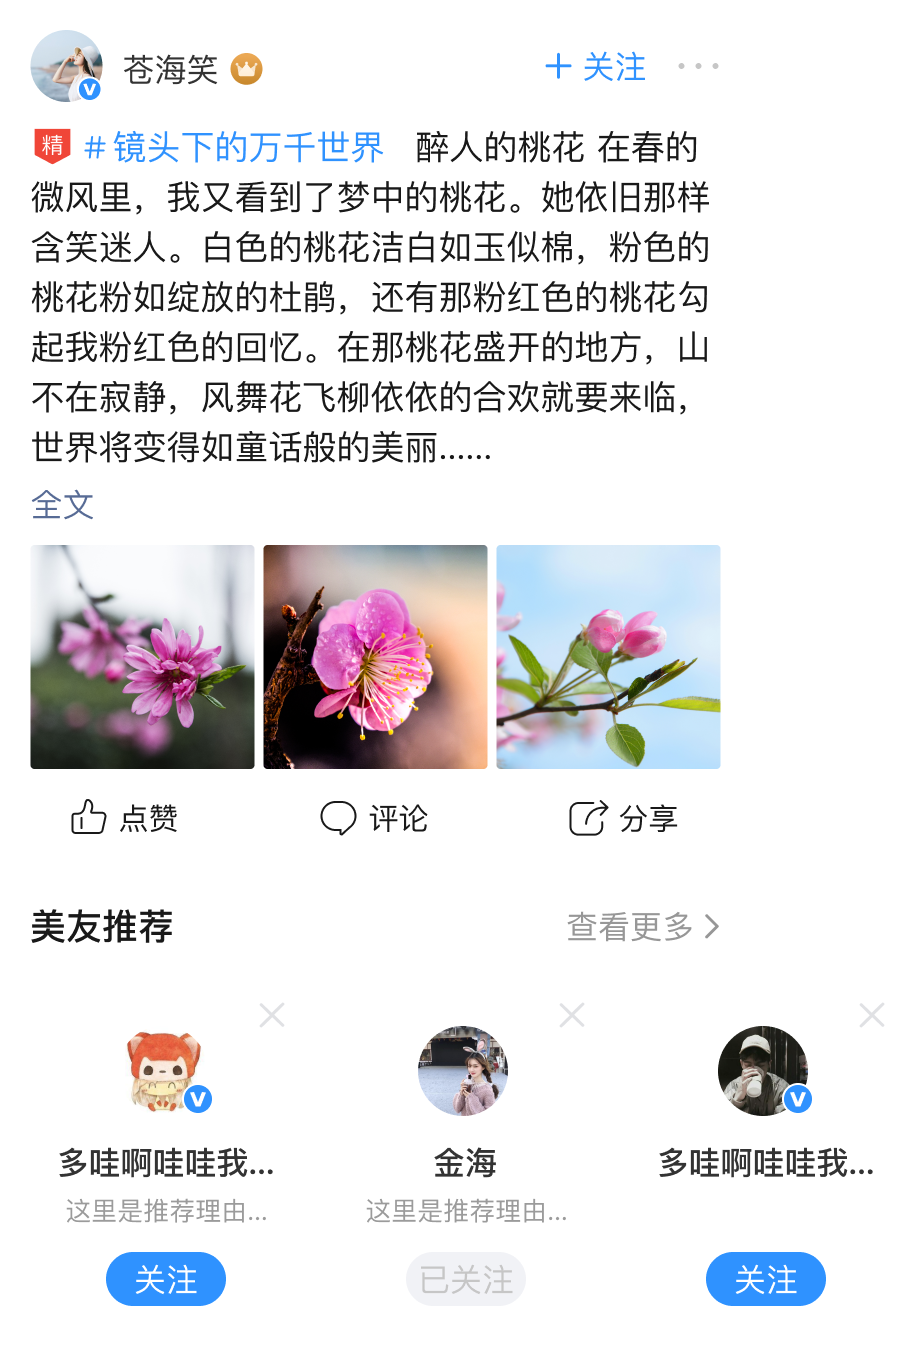 苍海笑
+ 关注
精 #镜头下的万千世界 醉人的桃花 在春的
微风里，我又看到了梦中的桃花。她依旧那样
含笑迷人。白色的桃花洁白如玉似棉，粉色的
桃花粉如绽放的杜鹃，还有那粉红色的桃花勾
起我粉红色的回忆。在那桃花盛开的地方，山
不在寂静，风舞花飞柳依依的合欢就要来临，
世界将变得如童话般的美丽......
全文
点赞 评论 分享
美友推荐 查看更多
多哇啊哇哇我... 金海 多哇啊哇哇我...
这里是推荐理由... 这里是推荐理由...
关注 已关注 关注